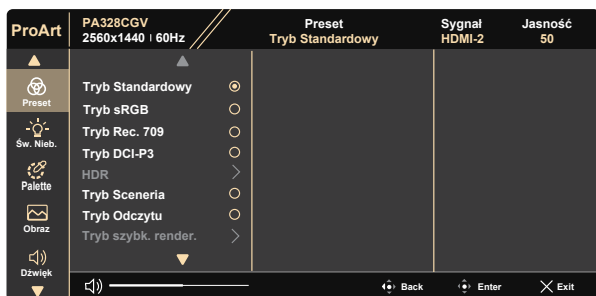 ProArt
PA328CGV
2560x1440 | 60Hz
Preset
Tryb Standardowy
Sygnał
HDMI-2
Jasność
50
Preset
Św. Nieb.
Palette
Obraz
Dźwięk
Tryb Standardowy
Tryb sRGB
Tryb Rec. 709
Tryb DCI-P3
HDR
Tryb Sceneria
Tryb Odczytu
Tryb szybk. render.
Back
Enter
Exit